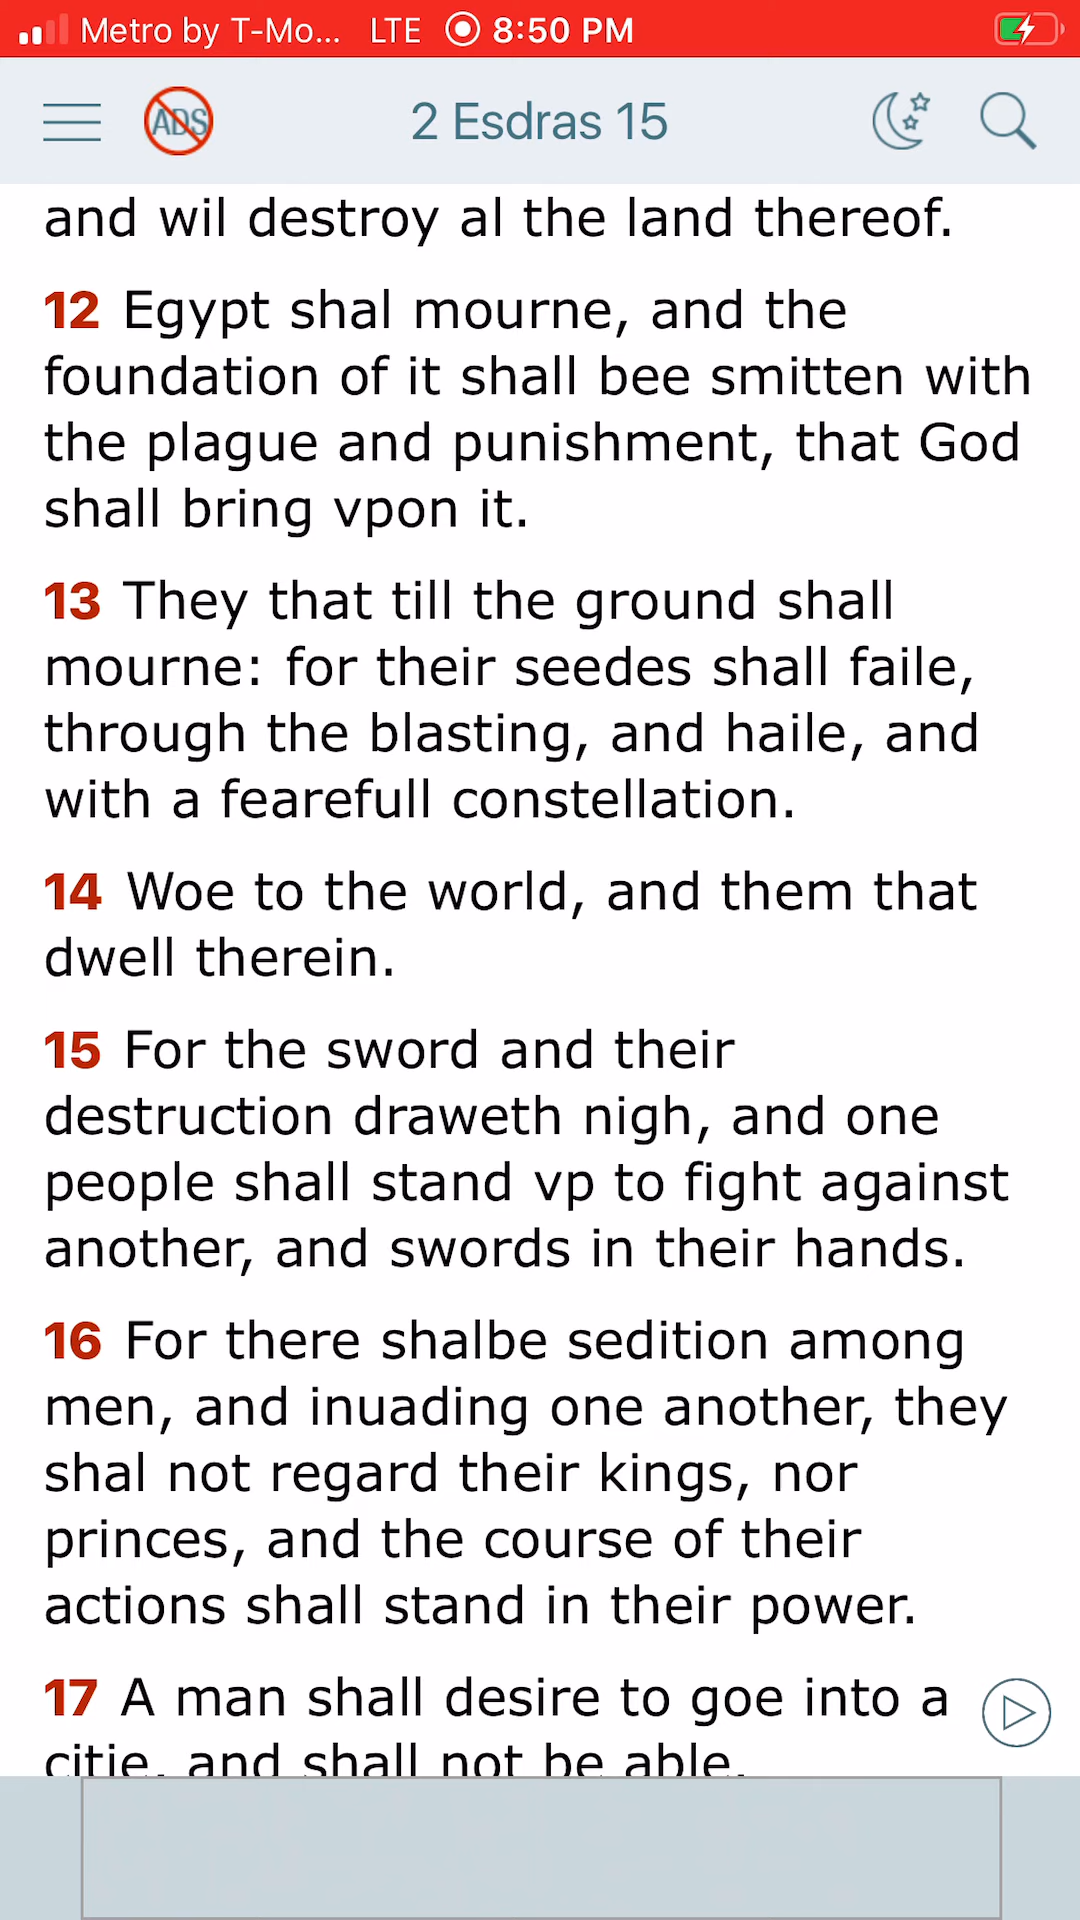 Metro by T-Mo... LTE 8:50 PM
ADS 2 Esdras 15
and wil destroy al the land thereof.
12 Egypt shal mourne, and the
foundation of it shall bee smitten with
the plague and punishment, that God
shall bring vpon it.
13 They that till the ground shall
mourne: for their seedes shall faile,
through the blasting, and haile, and
with a fearefull constellation.
14 Woe to the world, and them that
dwell therein.
15 For the sword and their
destruction draweth nigh, and one
people shall stand vp to fight against
another, and swords in their hands.
16 For there shalbe sedition among
men, and inuading one another, they
shal not regard their kings, nor
princes, and the course of their
actions shall stand in their power.
17 A man shall desire to goe into a
citie, and shall not be able.